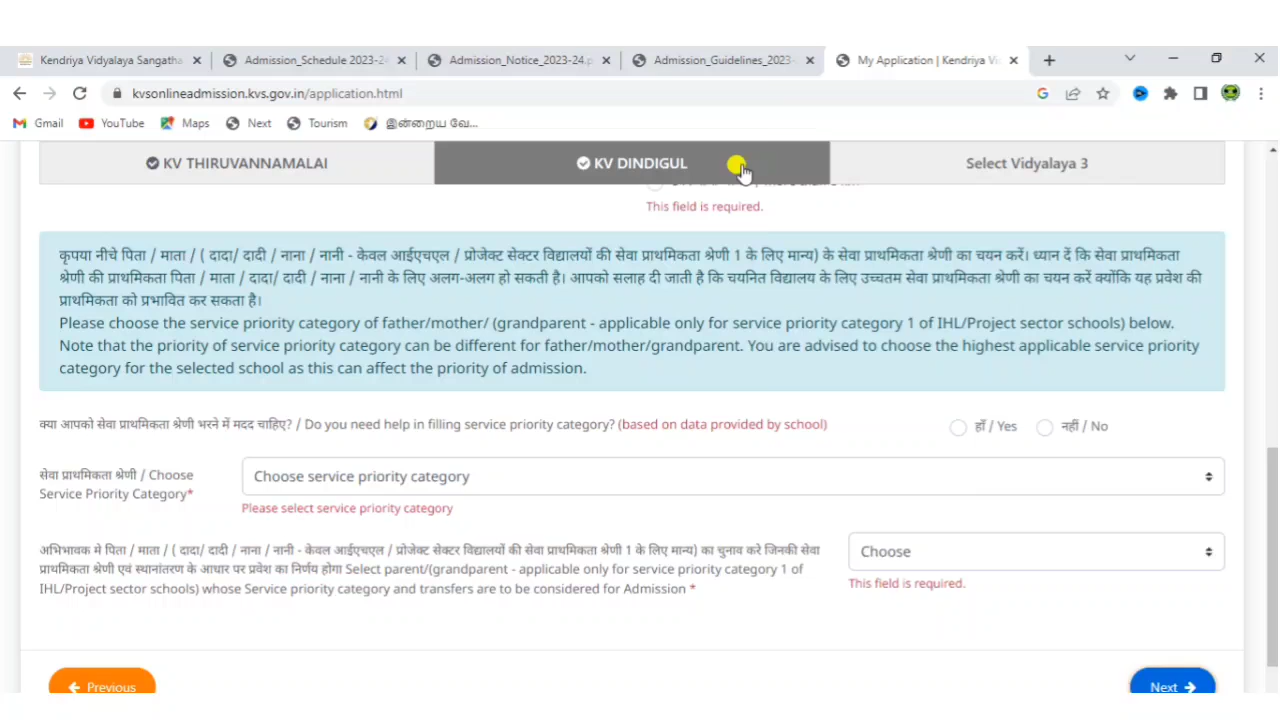 Kendriya Vidyalaya Sangatha
Admission_Schedule 2023-2
Admission_Notice_2023-24.p
Admission_Guidelines_2023-
My Application | Kendriya Vi
kvsonlineadmission.kvs.gov.in/application.html
Gmail
YouTube
Maps
Next
Tourism
இன்றைய வே...
KV THIRUVANNAMALAI
KV DINDIGUL
Select Vidyalaya 3
This field is required.
कृपया नीचे पिता / माता / ( दादा/ दादी / नाना / नानी - केवल आईएचएल / प्रोजेक्ट सेक्टर विद्यालयों की सेवा प्राथमिकता श्रेणी 1 के लिए मान्य) के सेवा प्राथमिकता श्रेणी का चयन करें। ध्यान दें कि सेवा प्राथमिकता
श्रेणी की प्राथमिकता पिता / माता / दादा/ दादी / नाना / नानी के लिए अलग-अलग हो सकती है। आपको सलाह दी जाती है कि चयनित विद्यालय के लिए उच्चतम सेवा प्राथमिकता श्रेणी का चयन करें क्योंकि यह प्रवेश की
प्राथमिकता को प्रभावित कर सकता है।
Please choose the service priority category of father/mother/ (grandparent - applicable only for service priority category 1 of IHL/Project sector schools) below.
Note that the priority of service priority category can be different for father/mother/grandparent. You are advised to choose the highest applicable service priority
category for the selected school as this can affect the priority of admission.
क्या आपको सेवा प्राथमिकता श्रेणी भरने में मदद चाहिए? / Do you need help in filling service priority category? (based on data provided by school)
हाँ / Yes
नहीं / No
सेवा प्राथमिकता श्रेणी / Choose
Service Priority Category*
Choose service priority category
Please select service priority category
अभिभावक मे पिता / माता / ( दादा/ दादी / नाना / नानी - केवल आईएचएल / प्रोजेक्ट सेक्टर विद्यालयों की सेवा प्राथमिकता श्रेणी 1 के लिए मान्य) का चुनाव करे जिनकी सेवा
प्राथमिकता श्रेणी एवं स्थानांतरण के आधार पर प्रवेश का निर्णय होगा Select parent/(grandparent - applicable only for service priority category 1 of
IHL/Project sector schools) whose Service priority category and transfers are to be considered for Admission *
Choose
This field is required.
Previous
Next